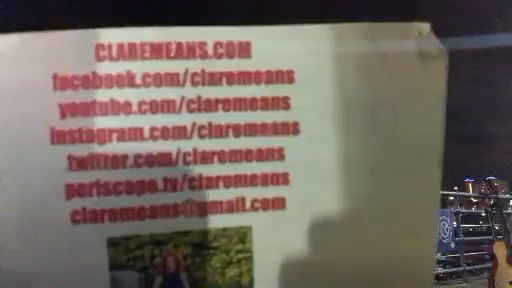 CLAREMEANS.COM
facebook.com/claremeans
youtube.com/claremeans
instagram.com/claremeans
twitter.com/claremeans
periscope.tv/claremeans
claremeans@gmail.com